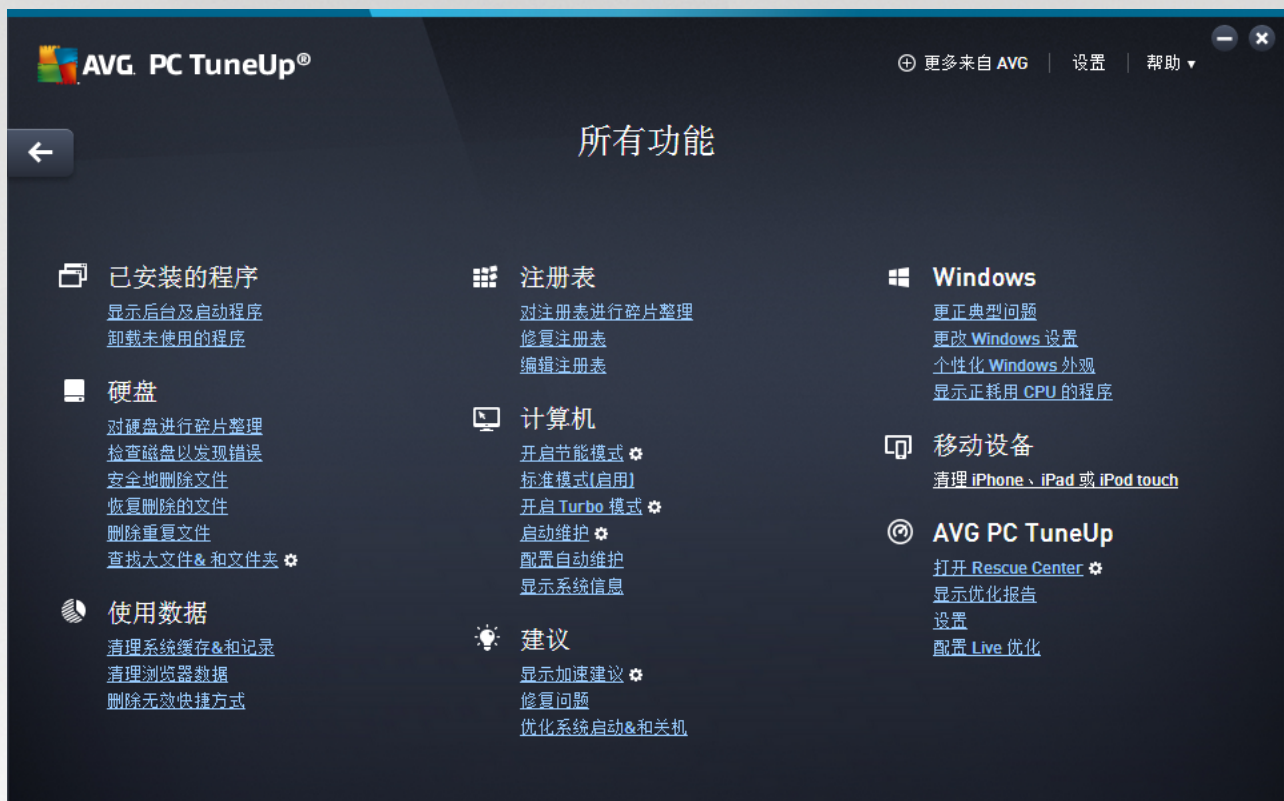 AVG. PC TuneUp®
更多来自 AVG
设置
帮助
所有功能
已安装的程序
显示后台及启动程序
卸载未使用的程序
硬盘
对硬盘进行碎片整理
检查磁盘以发现错误
安全地删除文件
恢复删除的文件
删除重复文件
查找大文件& 和文件夹
使用数据
清理系统缓存&和记录
清理浏览器数据
删除无效快捷方式
注册表
对注册表进行碎片整理
修复注册表
编辑注册表
计算机
开启节能模式
标准模式(启用)
开启 Turbo 模式
启动维护
配置自动维护
显示系统信息
建议
显示加速建议
修复问题
优化系统启动&和关机
Windows
更正典型问题
更改 Windows 设置
个性化 Windows 外观
显示正耗用 CPU 的程序
移动设备
清理 iPhone、iPad 或 iPod touch
AVG PC TuneUp
打开 Rescue Center
显示优化报告
设置
配置 Live 优化